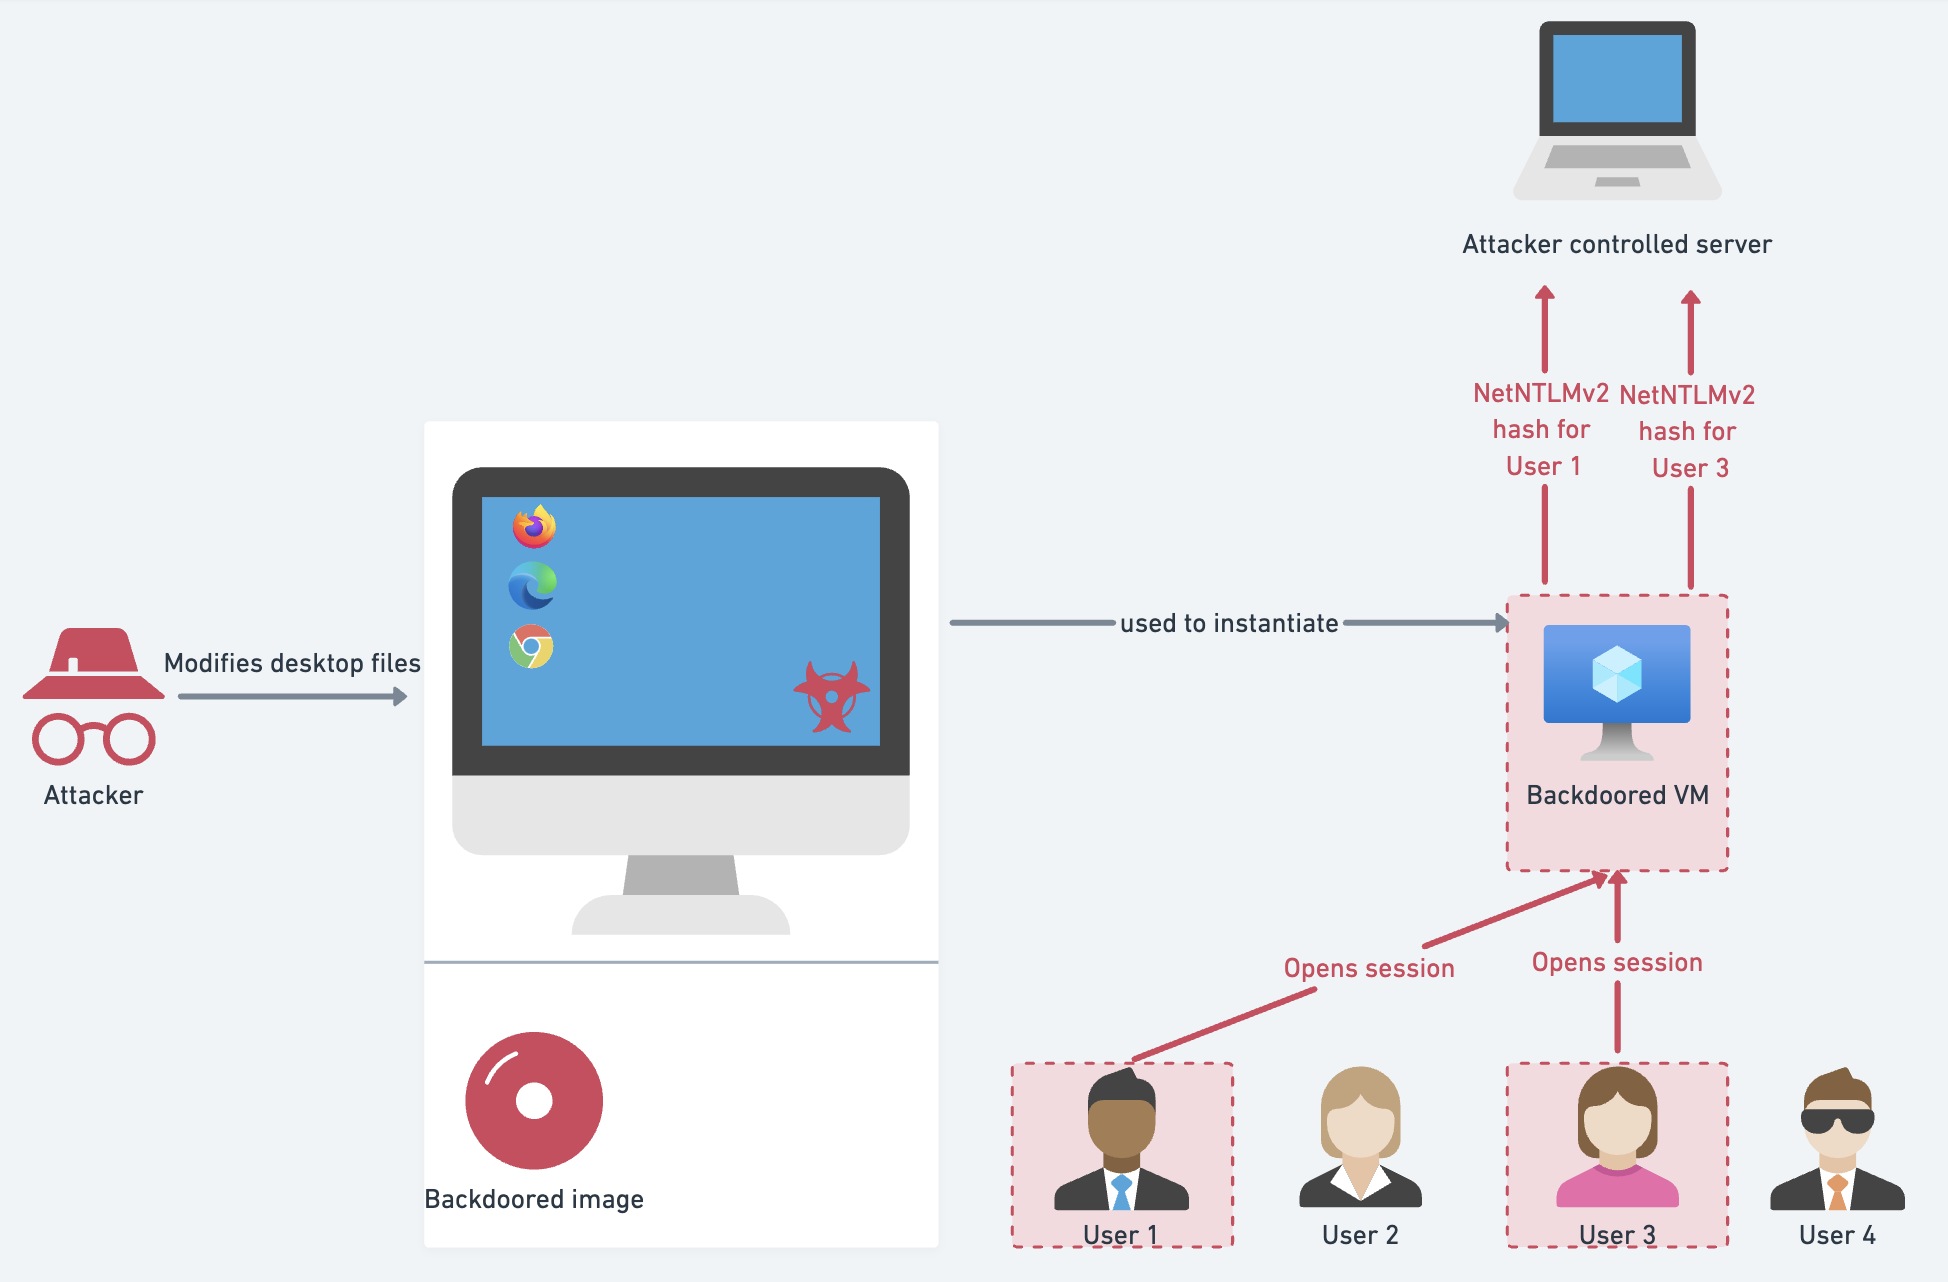 Attacker controlled server
NetNTLMv2
hash for
User 1
NetNTLMv2
hash for
User 3
Modifies desktop files
Attacker
used to instantiate
Backdoored VM
Opens session
Opens session
Backdoored image
User 1
User 2
User 3
User 4